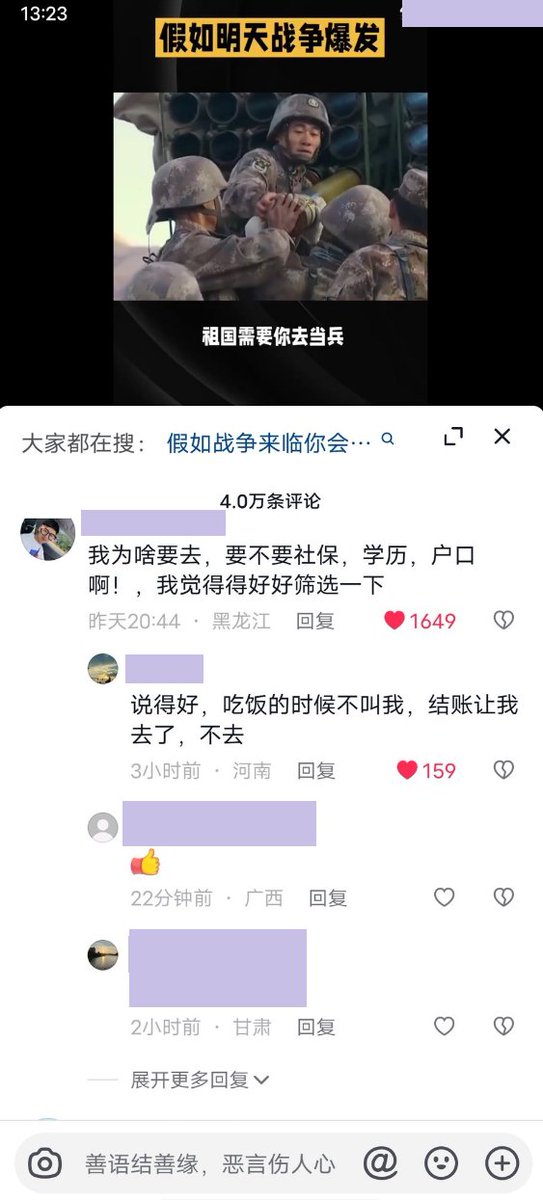 13:23
假如明天战争爆发
祖国需要你去当兵
大家都在搜： 假如战争来临你会…
4.0万条评论
我为啥要去，要不要社保，学历，户口
啊！，我觉得得好好筛选一下
昨天20:44 · 黑龙江 回复 1649
说得好，吃饭的时候不叫我，结账让我
去了，不去
3小时前 · 河南 回复 159
22分钟前 · 广西 回复
2小时前 · 甘肃 回复
展开更多回复
善语结善缘，恶言伤人心